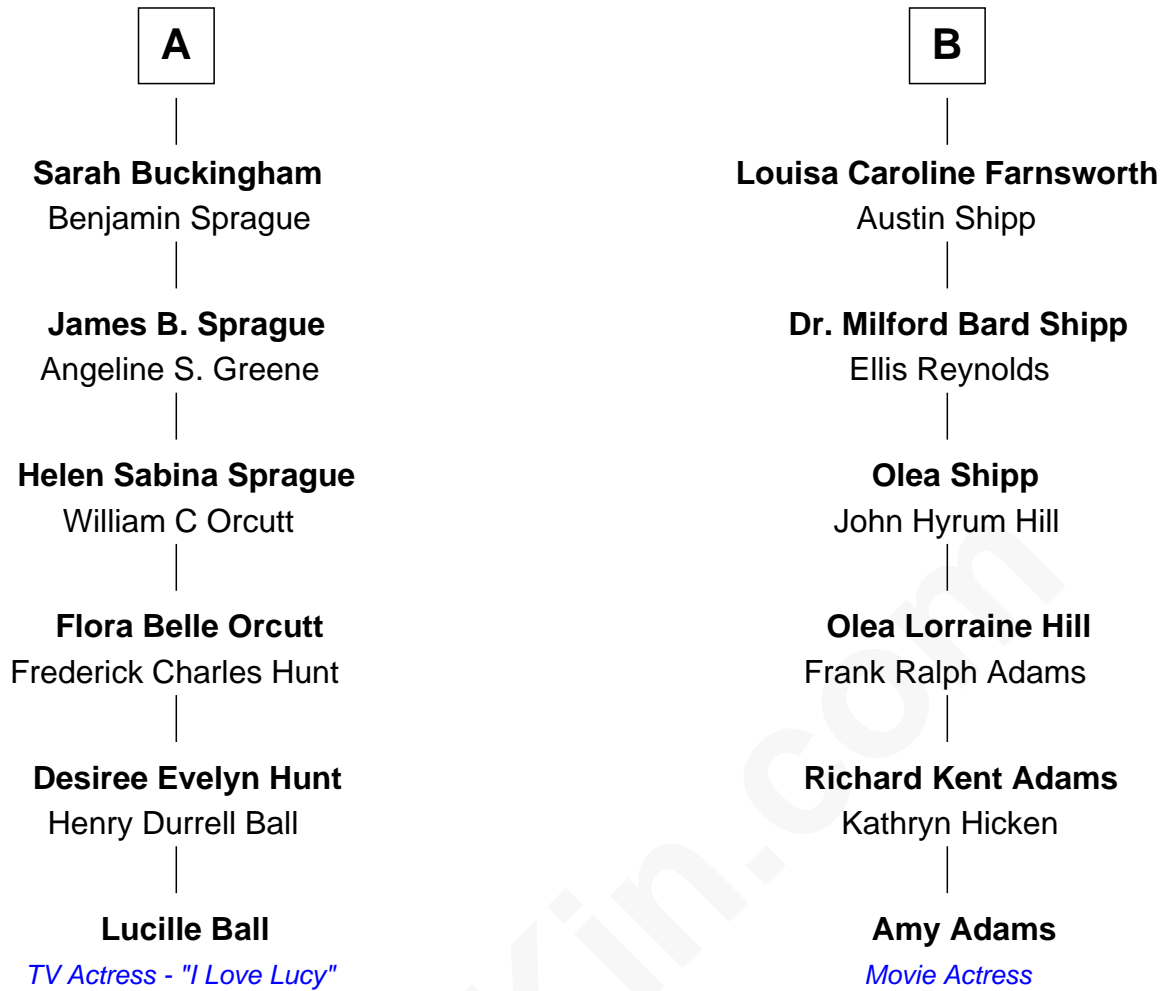 A
Sarah Buckingham
Benjamin Sprague
James B. Sprague
Angeline S. Greene
Helen Sabina Sprague
William C Orcutt
Flora Belle Orcutt
Frederick Charles Hunt
Desiree Evelyn Hunt
Henry Durrell Ball
Lucille Ball
TV Actress - "I Love Lucy"
B
Louisa Caroline Farnsworth
Austin Shipp
Dr. Milford Bard Shipp
Ellis Reynolds
Olea Shipp
John Hyrum Hill
Olea Lorraine Hill
Frank Ralph Adams
Richard Kent Adams
Kathryn Hicken
Amy Adams
Movie Actress
Kin.com